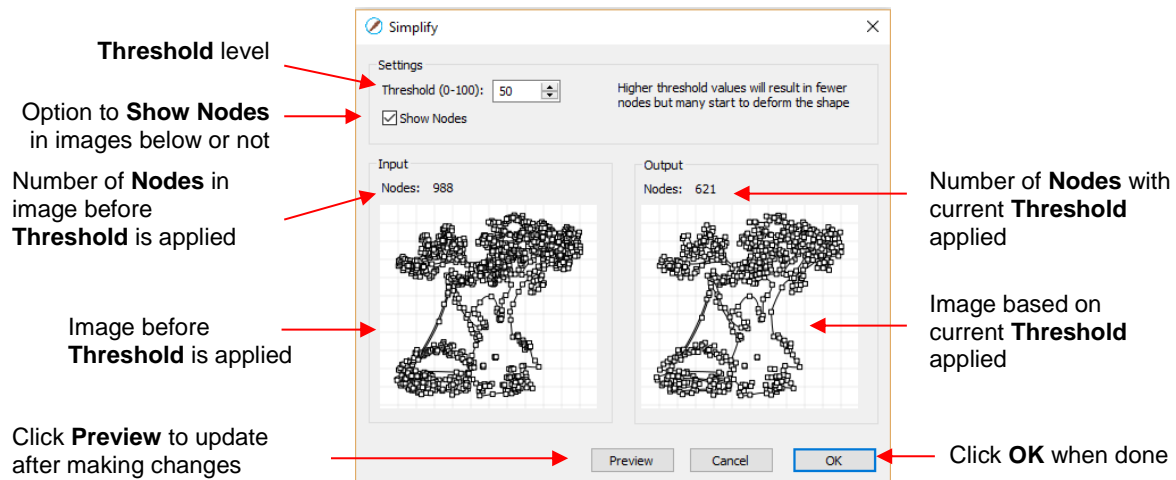 Simplify
Threshold level
Settings
Threshold (0-100): 50
Higher threshold values will result in fewer
nodes but many start to deform the shape
Option to Show Nodes
in images below or not
Show Nodes
Number of Nodes in
image before
Threshold is applied
Input
Nodes: 988
Output
Nodes: 621
Number of Nodes with
current Threshold
applied
Image before
Threshold is applied
Image based on
current Threshold
applied
Click Preview to update
after making changes
Preview
Cancel
OK
Click OK when done